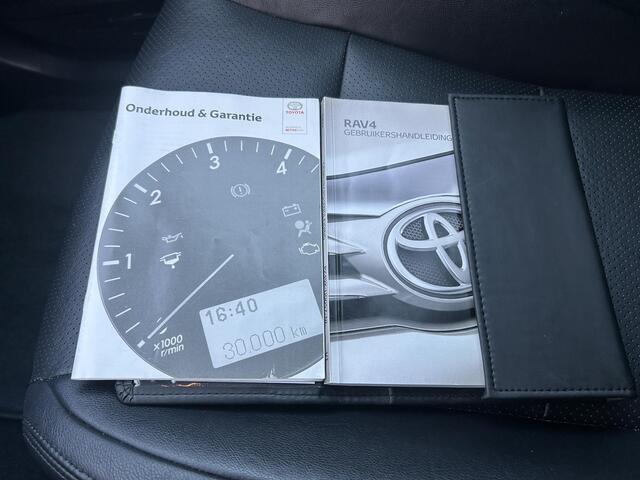 Onderhoud & Garantie
TOYOTA
1
2
3
4
x1000
r/min
16:40
30.000 km
RAV4
GEBRUIKERSHANDLEIDING